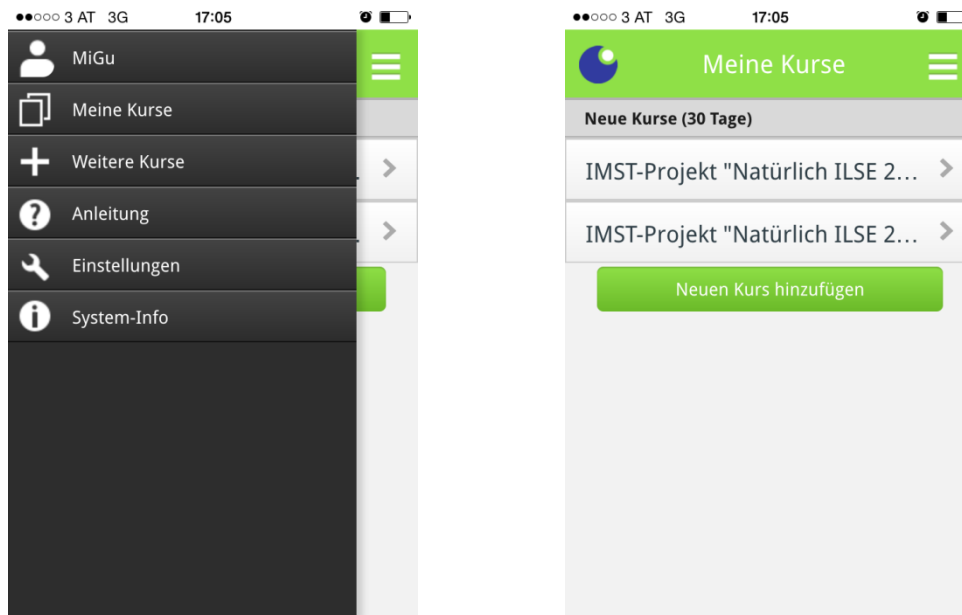 3 AT 3G 17:05
MiGu
Meine Kurse
Weitere Kurse
Anleitung
Einstellungen
System-Info
3 AT 3G 17:05
Meine Kurse
Neue Kurse (30 Tage)
IMST-Projekt "Natürlich ILSE 2...
IMST-Projekt "Natürlich ILSE 2...
Neuen Kurs hinzufügen